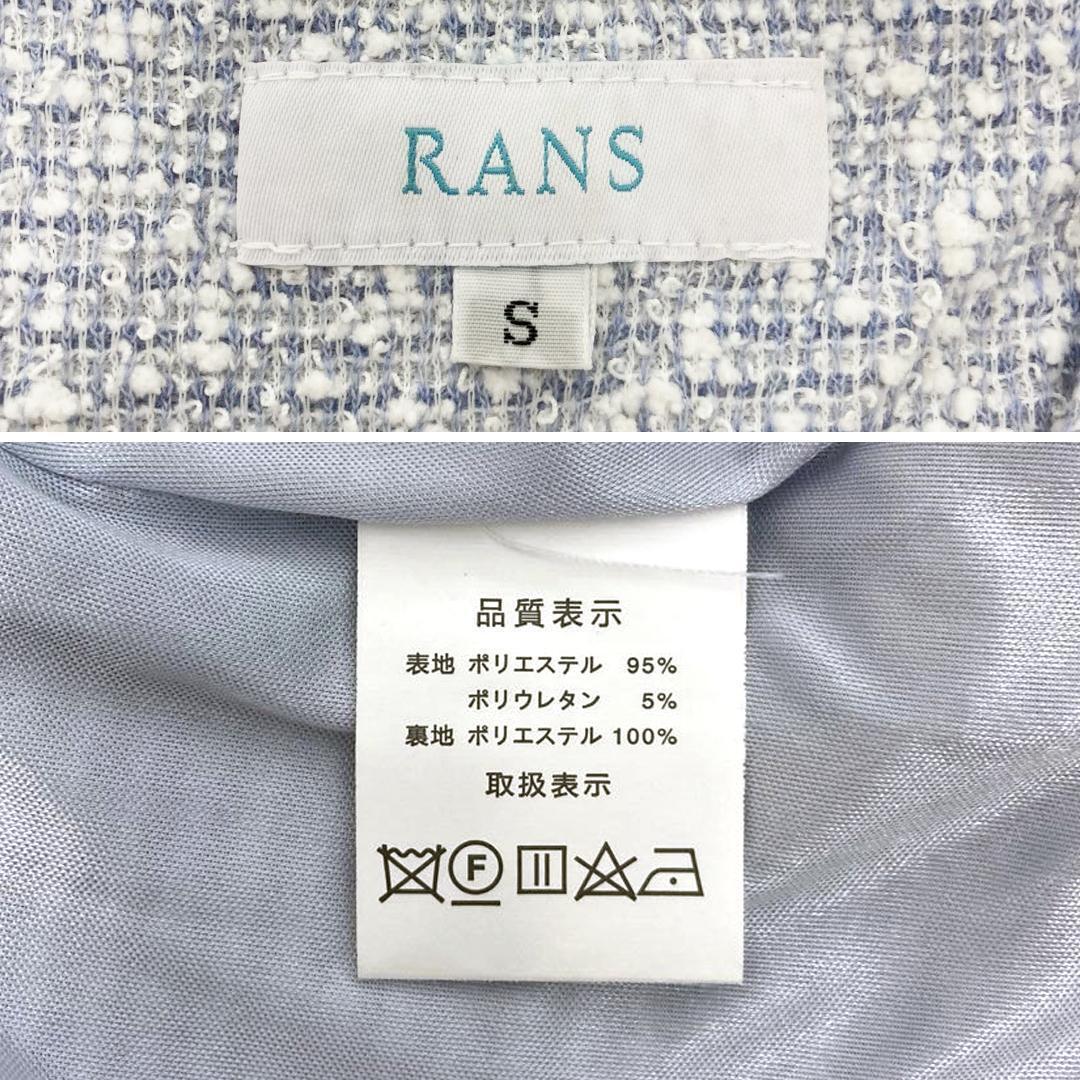 RANS
S
品質表示
表地 ポリエステル 95%
ポリウレタン 5%
裏地 ポリエステル 100%
取扱表示
F